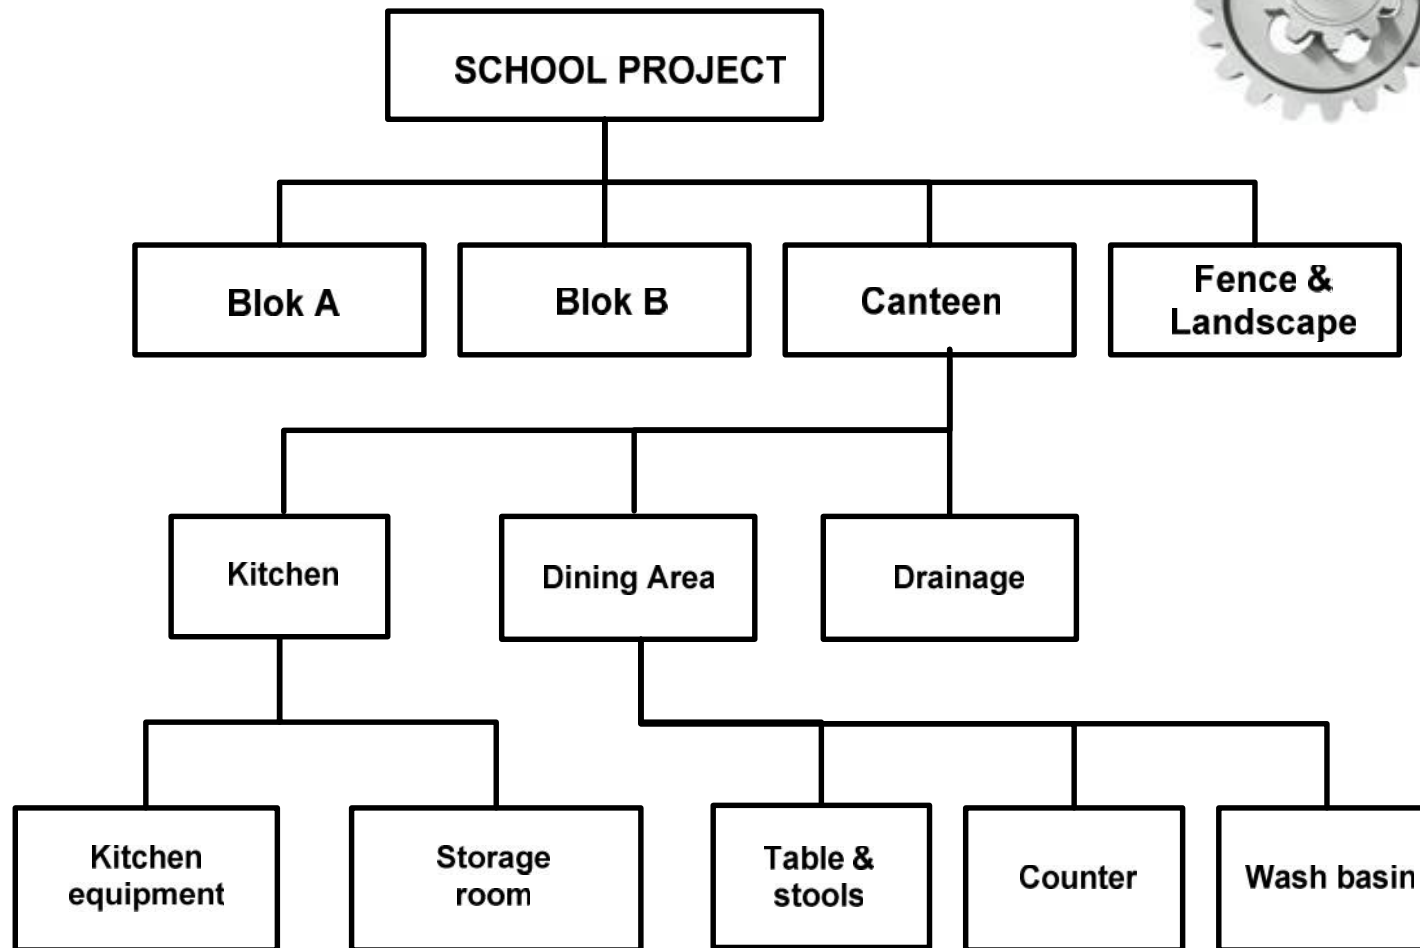 SCHOOL PROJECT
Blok A
Blok B
Canteen
Fence &
Landscape
Kitchen
Dining Area
Drainage
Kitchen
equipment
Storage
room
Table &
stools
Counter
Wash basin